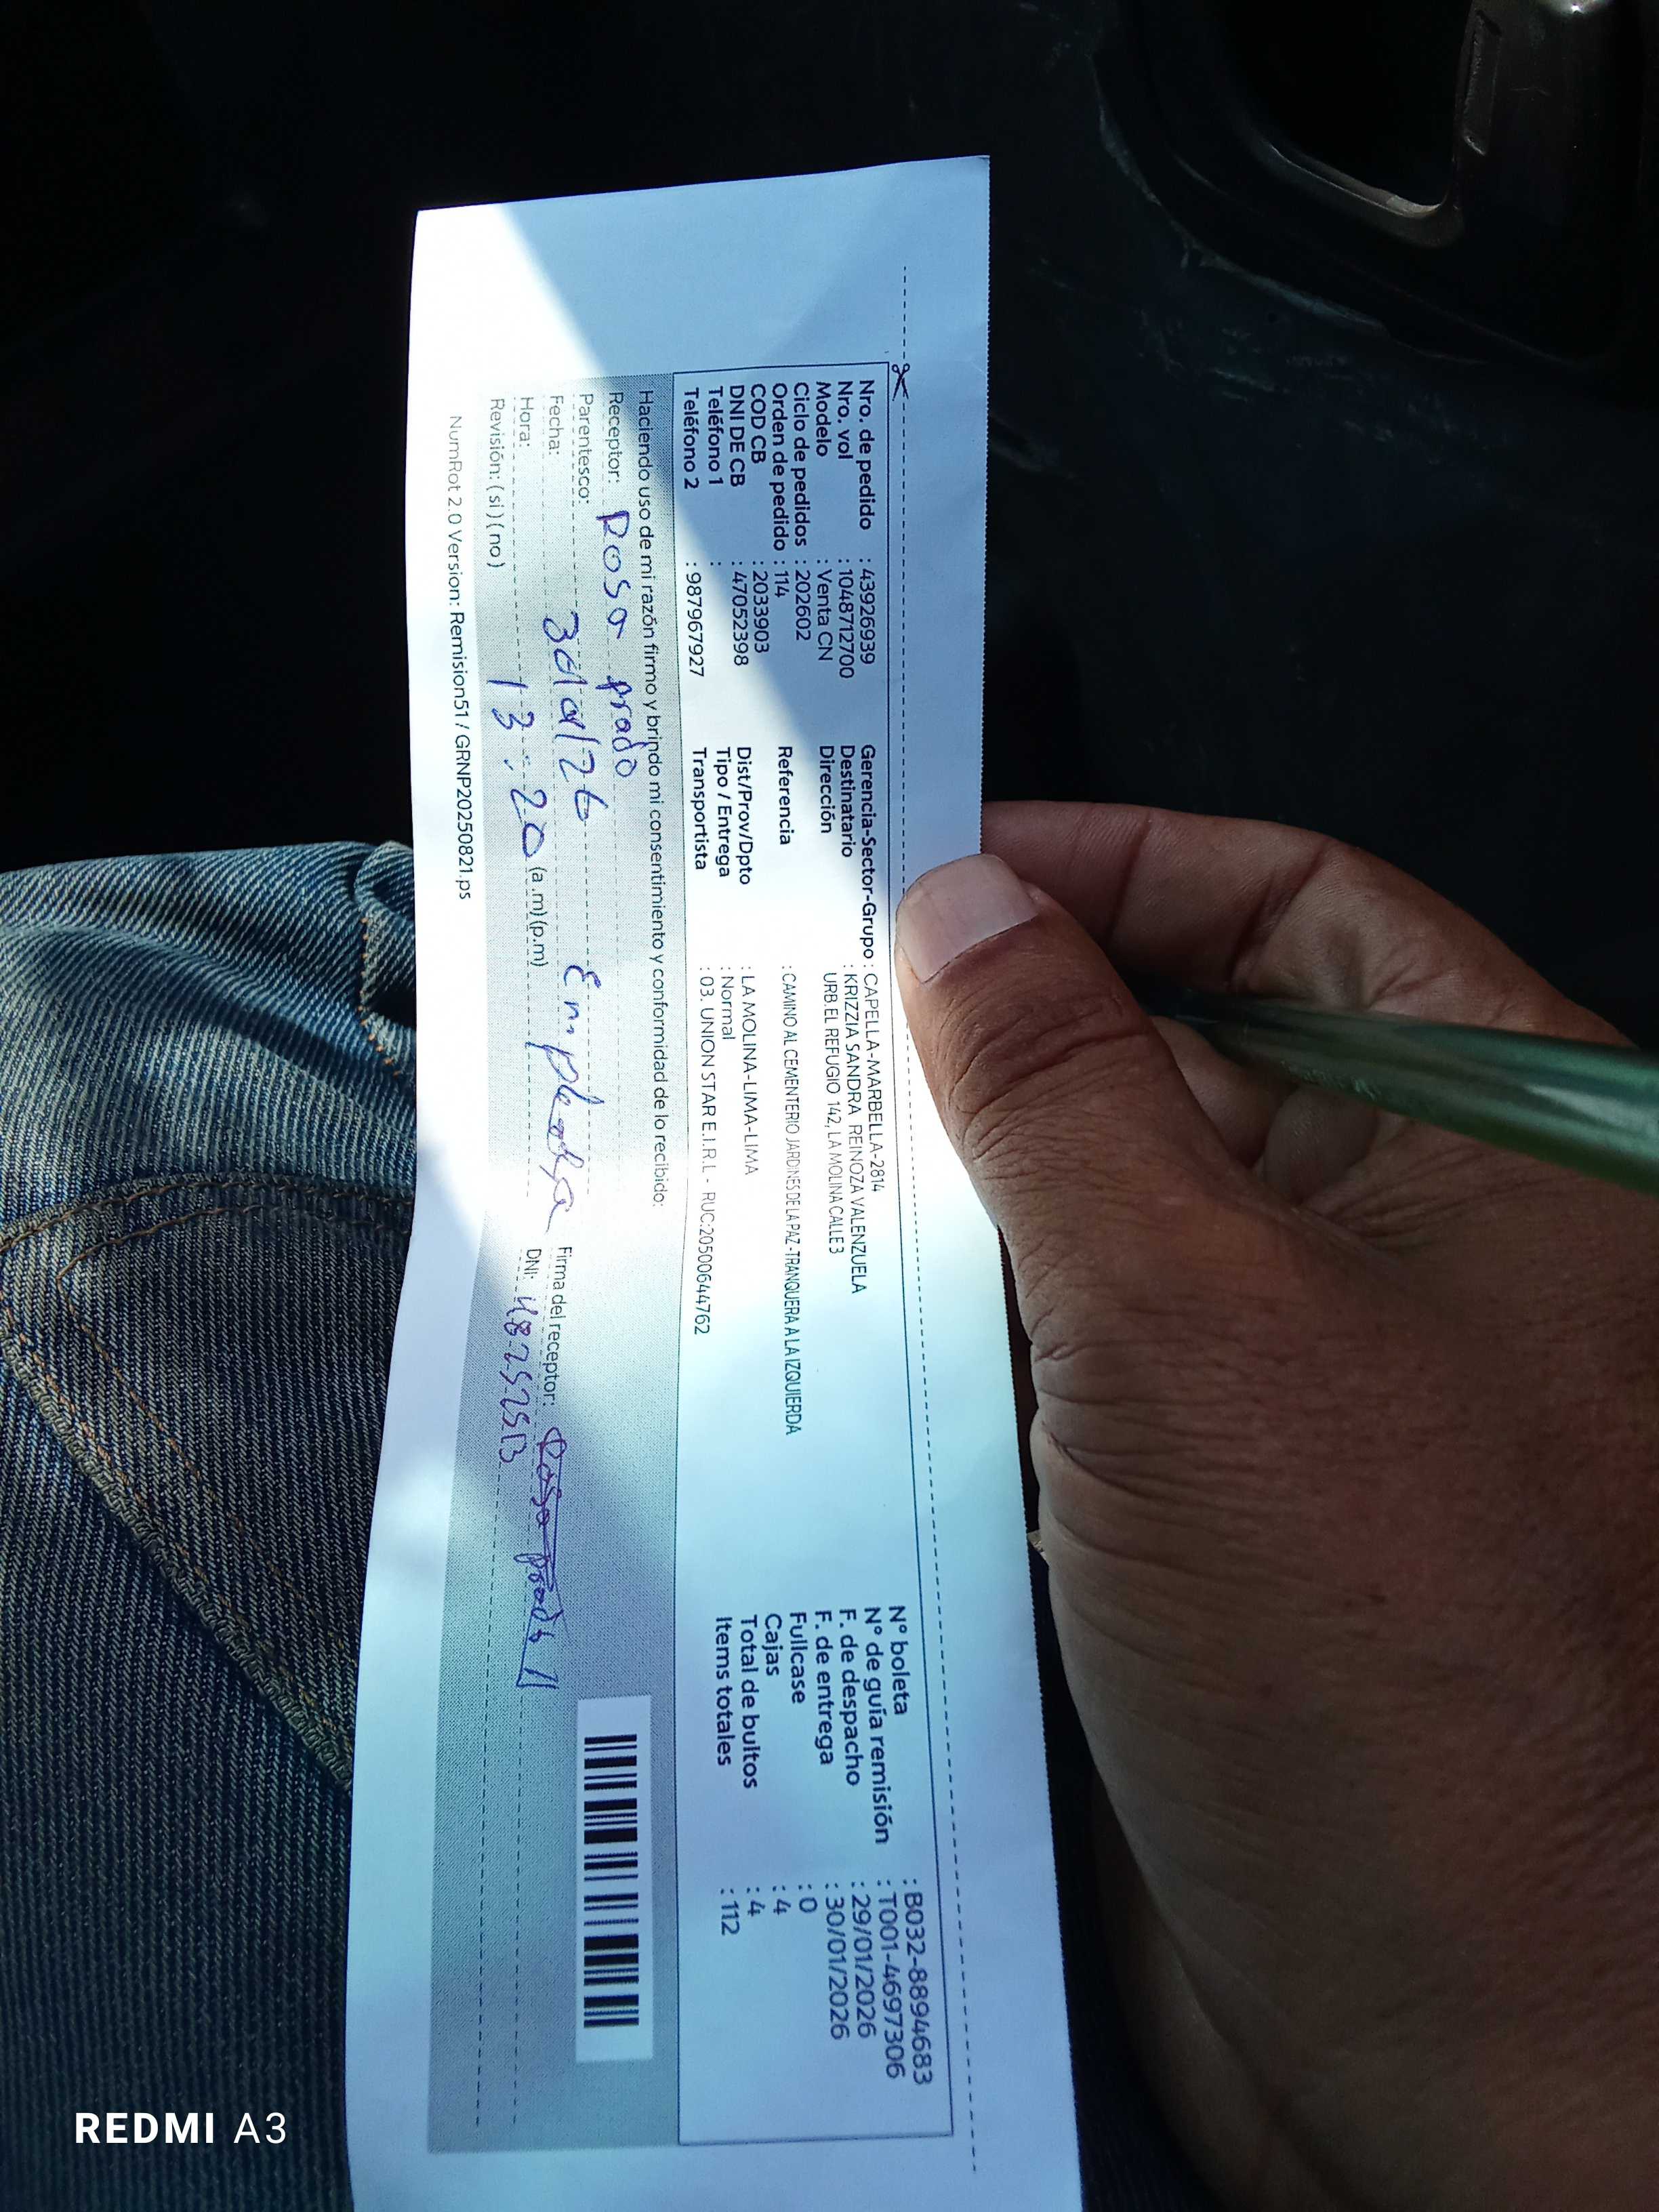 Nro. de pedido : 43926939
Nro. vol : 1048712700
Modelo : Venta CN
Ciclo de pedidos : 202602
Orden de pedido : 114
COD CB : 2033903
DNI DE CB : 47052398
Teléfono 1 :
Teléfono 2 : 987967927
Gerencia-Sector-Grupo : CAPELLA-MARBELLA-2814
Destinatario : KRIZZIA SANDRA REINOZA VALENZUELA
Dirección URB. EL REFUGIO 142, LA MOLINA CALLE 3
Referencia : CAMINO AL CEMENTERIO JARDINES DE LA PAZ -TRANQUERA A LA IZQUIERDA
Dist/Prov/Dpto : LA MOLINA-LIMA-LIMA
Tipo / Entrega : Normal
Transportista : 03. UNION STAR E.I.R.L - RUC:20500644762
N° boleta : B032-8894683
N° de guía remisión : T001-4697306
F. de despacho : 29/01/2026
F. de entrega : 30/01/2026
Fullcase : 0
Cajas : 4
Total de bultos : 4
Items totales : 112
Haciendo uso de mi razón firmo y brindo mi consentimiento y conformidad de lo recibido:
Receptor: Rosa prado
Parentesco: Empleada
Fecha: 30/01/26
Hora: 13:20 (a.m) (p.m)
Revisión: ( si ) ( no )
Firma del receptor: Rosa prado
DNI:
NumRot 2.0 Version: Remision51 / GRNP20250821.ps
REDMI A3